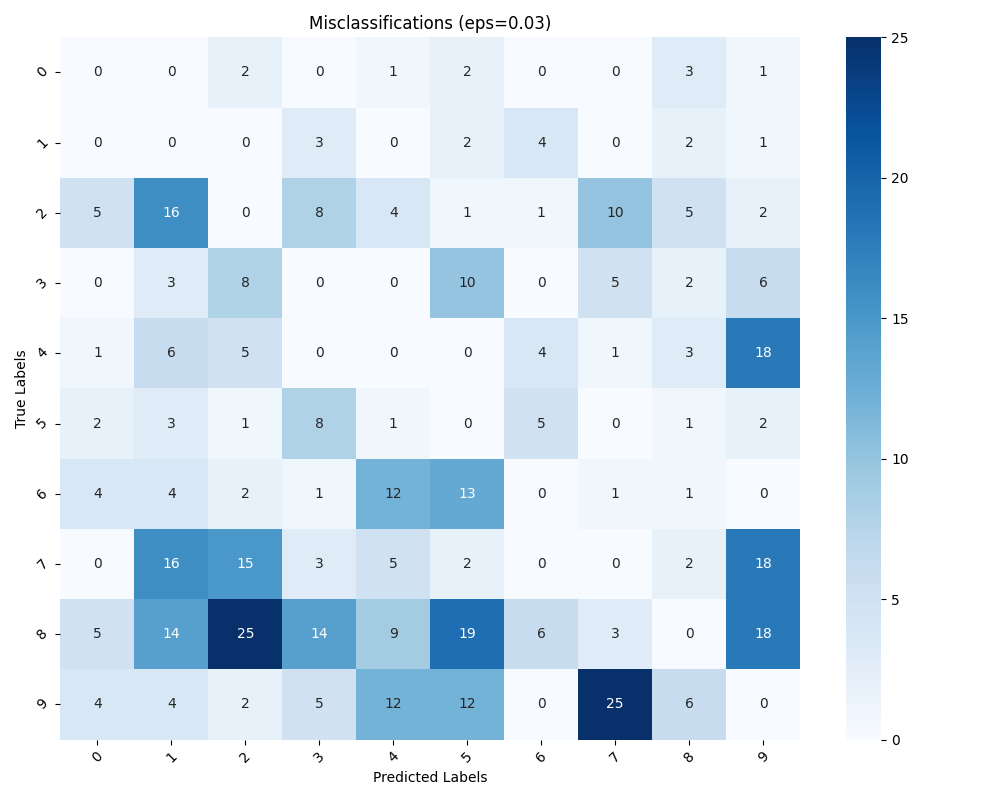 Misclassifications (eps=0.03)
True Labels
0 0 0 2 0 1 2 0 0 3 1
1 0 0 0 3 0 2 4 0 2 1
2 5 16 0 8 4 1 1 10 5 2
3 0 3 8 0 0 10 0 5 2 6
4 1 6 5 0 0 0 4 1 3 18
5 2 3 1 8 1 0 5 0 1 2
6 4 4 2 1 12 13 0 1 1 0
7 0 16 15 3 5 2 0 0 2 18
8 5 14 25 14 9 19 6 3 0 18
9 4 4 2 5 12 12 0 25 6 0
0 1 2 3 4 5 6 7 8 9
Predicted Labels
25
20
15
10
5
0